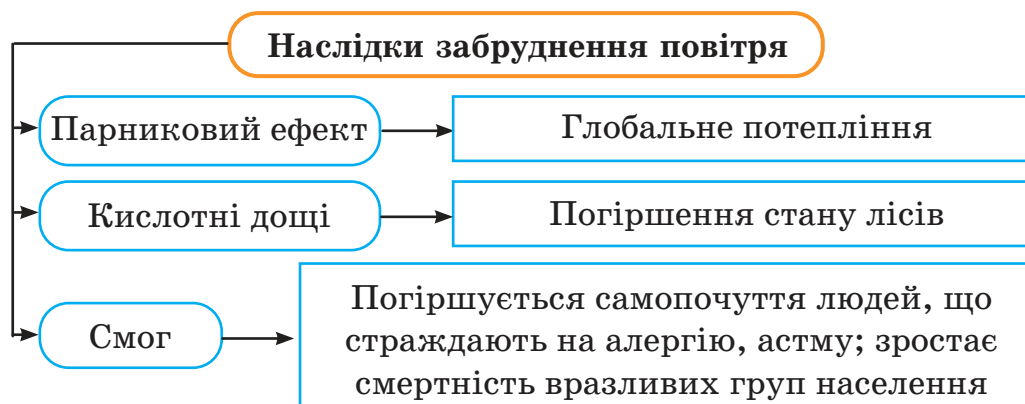 Наслідки забруднення повітря
Парниковий ефект
Глобальне потепління
Кислотні дощі
Погіршення стану лісів
Смог
Погіршується самопочуття людей, що
страждають на алергію, астму; зростає
смертність вразливих груп населення